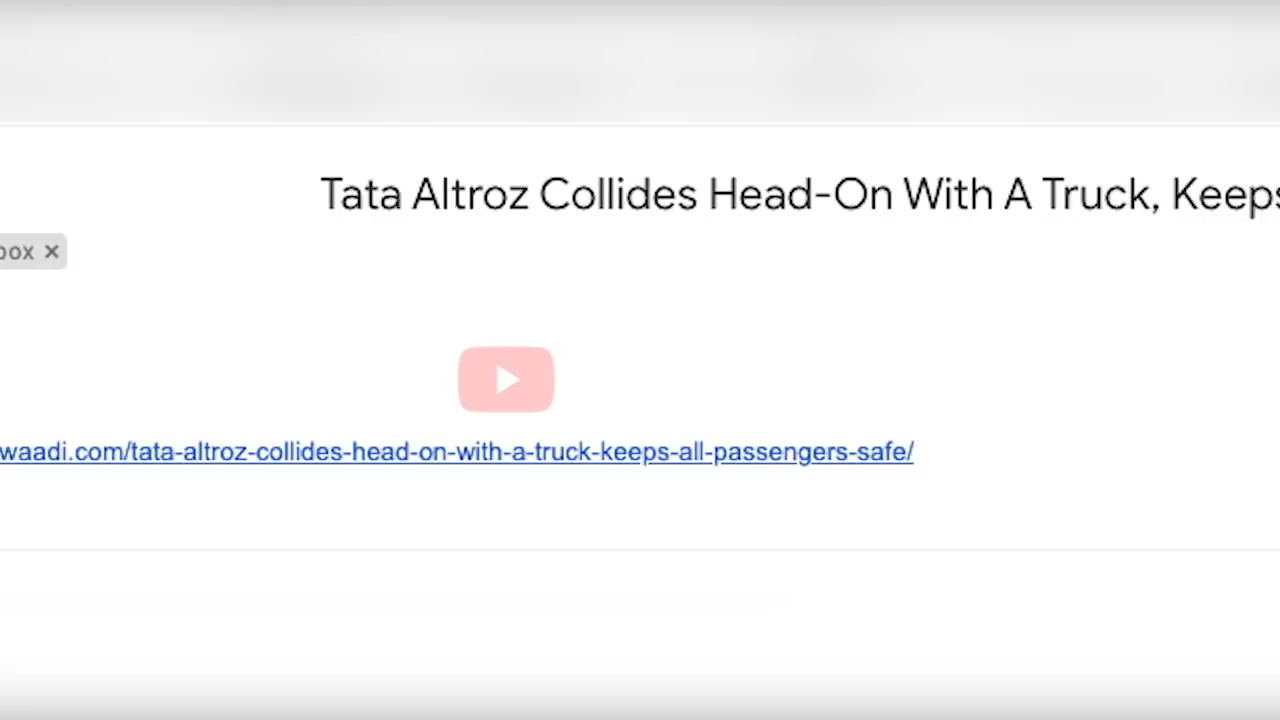 Tata Altroz Collides Head-On With A Truck, Keeps
box ×
waadi.com/tata-altroz-collides-head-on-with-a-truck-keeps-all-passengers-safe/